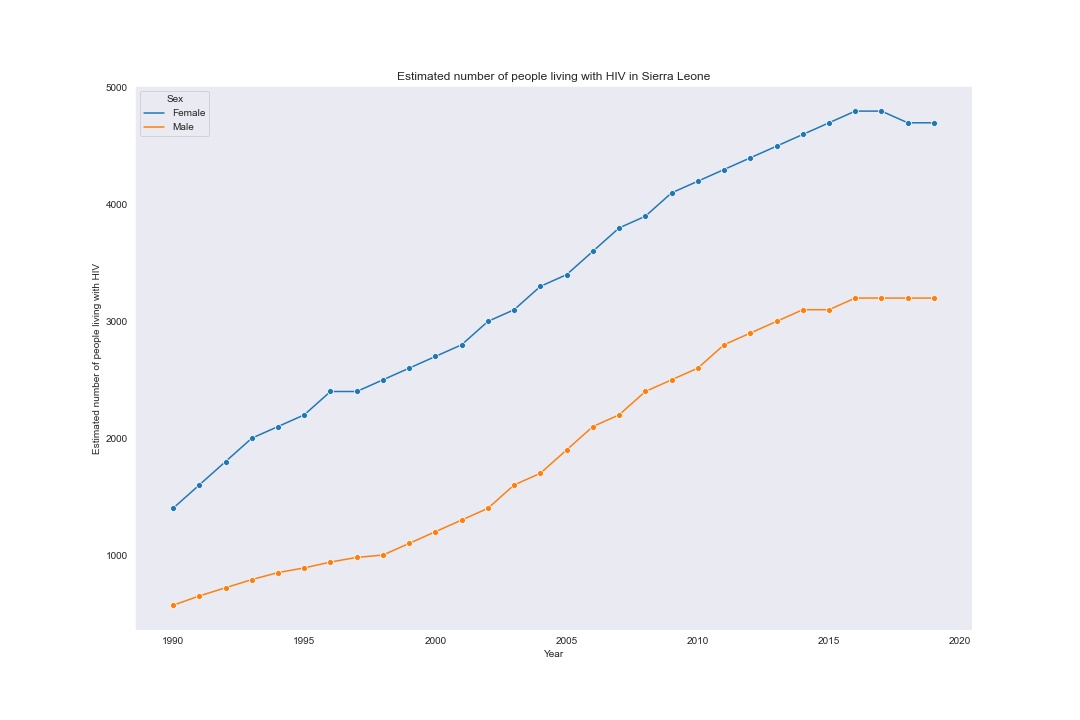 Estimated number of people living with HIV in Sierra Leone
Sex
Female
Male
Estimated number of people living with HIV
5000
4000
3000
2000
1000
1990 1995 2000 2005 2010 2015 2020
Year